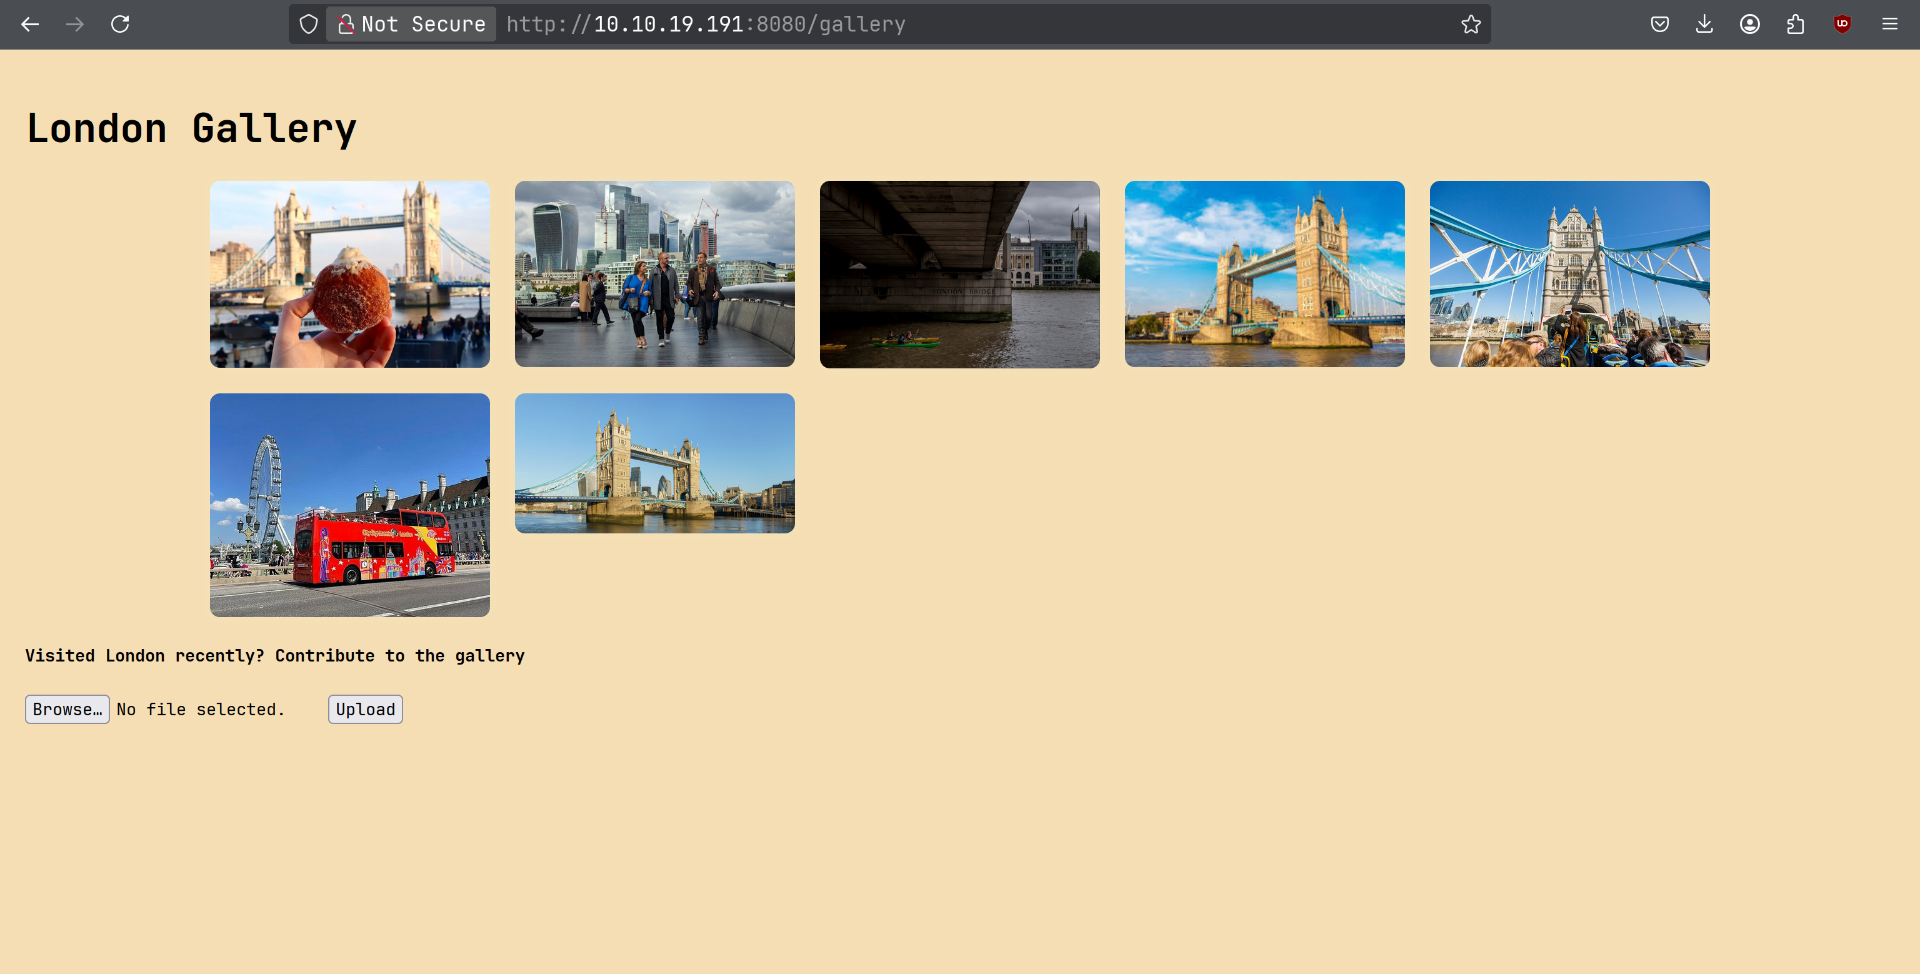 Not Secure http://10.10.19.191:8080/gallery
London Gallery
Visited London recently? Contribute to the gallery
Browse… No file selected. Upload